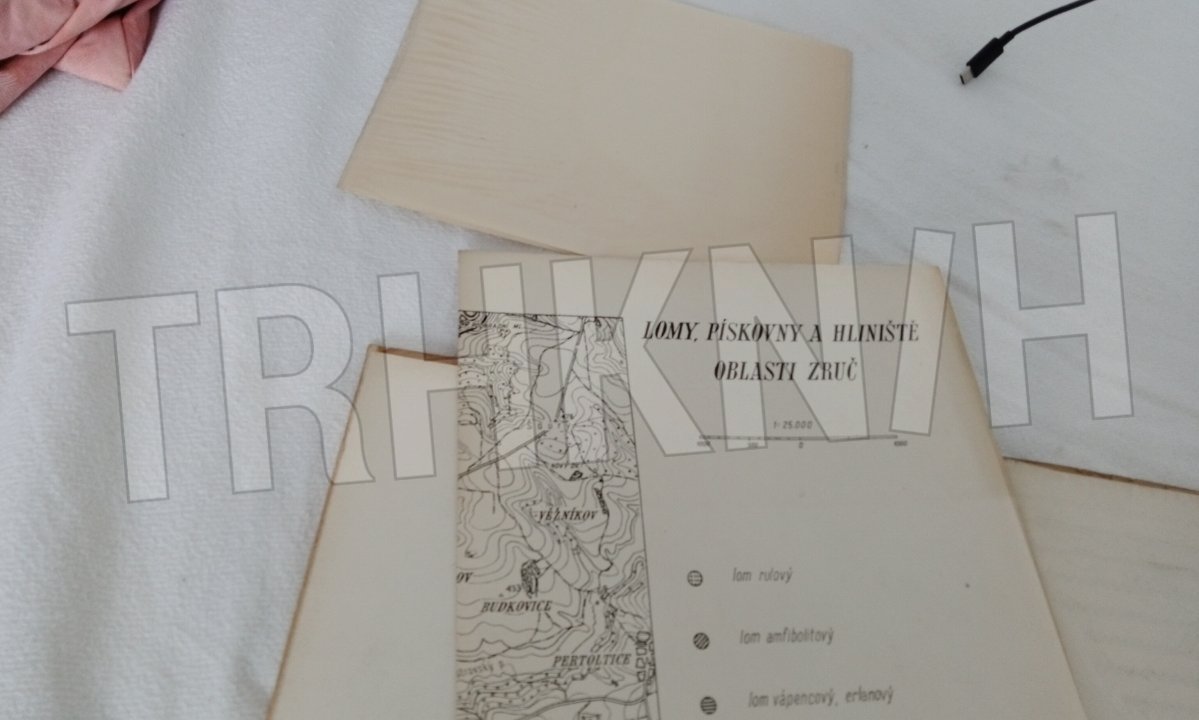 TRHKNIH
LOMY, PÍSKOVNY A HLINIŠTĚ
OBLASTI ZRUČ
1:25.000
VĚŽNÍKOV
BUDKOVICE
PERTOLTICE
lom rulový
lom amfibolitový
lom vápencový, erlanový